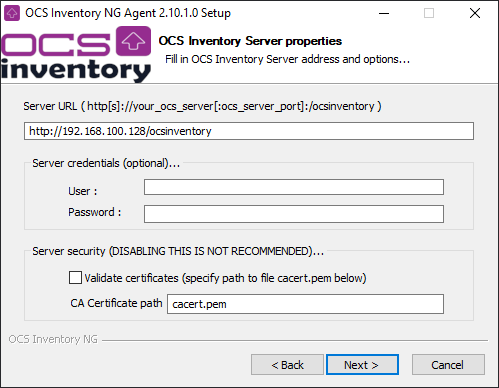 OCS Inventory NG Agent 2.10.1.0 Setup
OCS
inventory
OCS Inventory Server properties
Fill in OCS Inventory Server address and options...
Server URL ( http[s]://your_ocs_server[:ocs_server_port]:/ocsinventory )
http://192.168.100.128/ocsinventory
Server credentials (optional)...
User :
Password :
Server security (DISABLING THIS IS NOT RECOMMENDED)...
Validate certificates (specify path to file cacert.pem below)
CA Certificate path
cacert.pem
OCS Inventory NG
< Back
Next >
Cancel